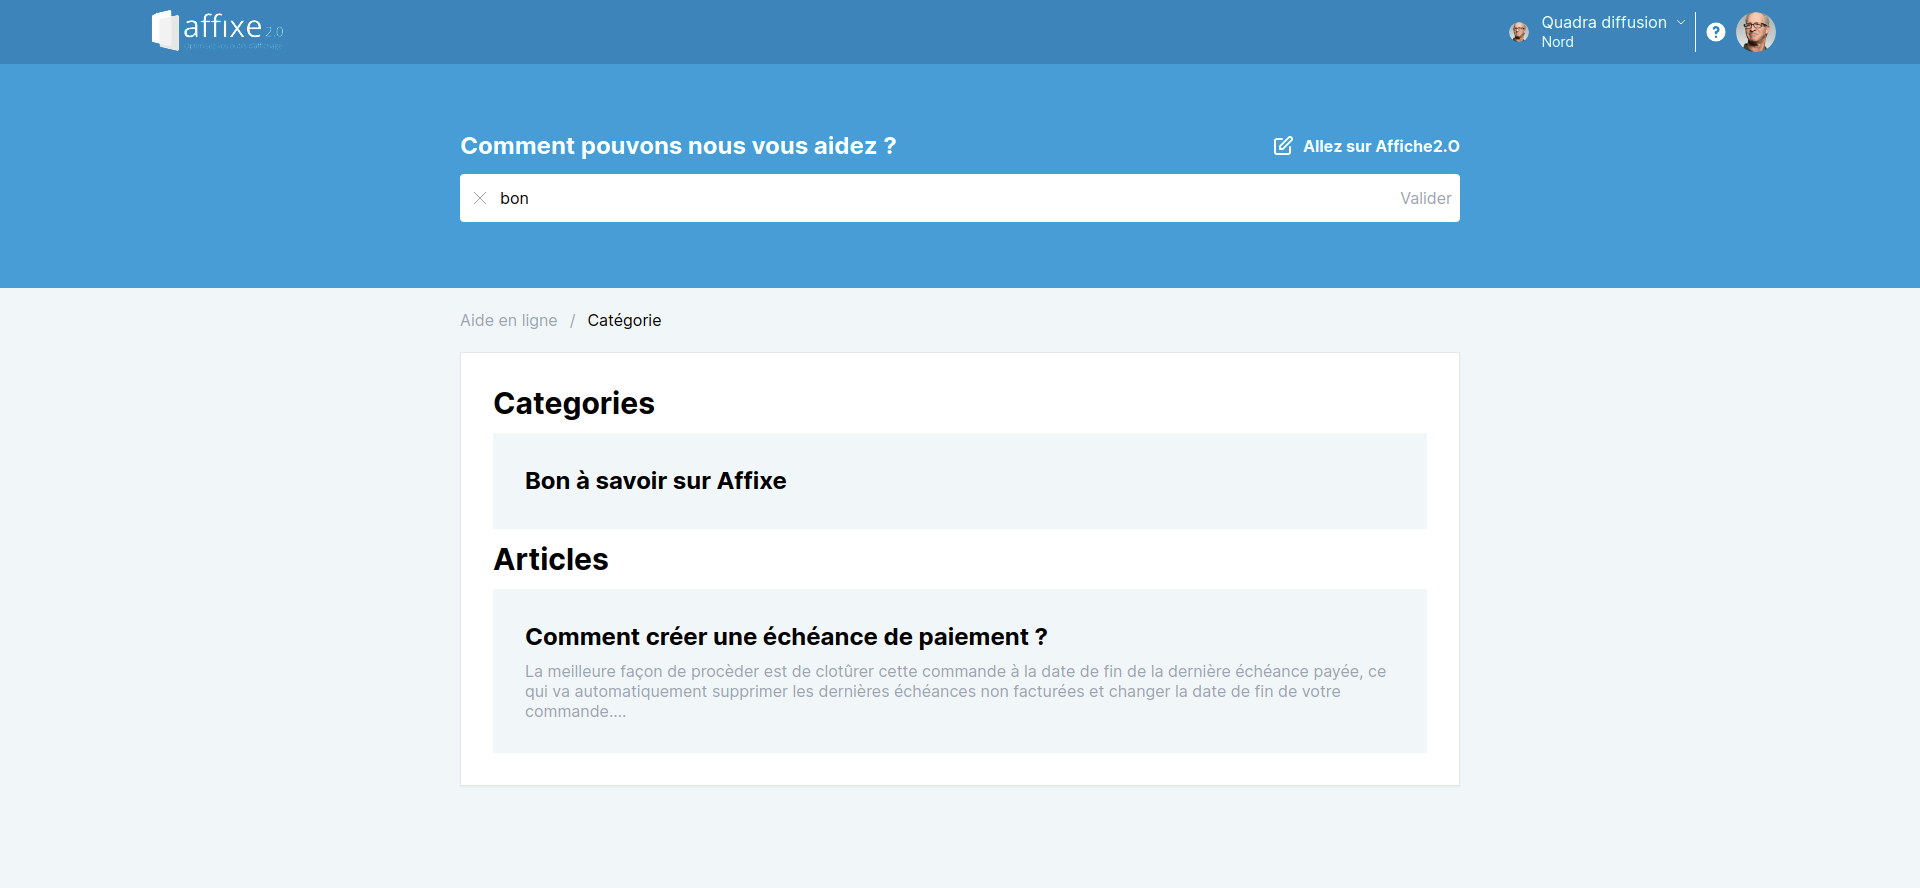 affixe 2.0
Quadra diffusion
Nord
?
Comment pouvons nous vous aidez ?
Allez sur Affiche2.O
bon
Valider
Aide en ligne / Catégorie
Categories
Bon à savoir sur Affixe
Articles
Comment créer une échéance de paiement ?
La meilleure façon de procèder est de clotûrer cette commande à la date de fin de la dernière échéance payée, ce
qui va automatiquement supprimer les dernières échéances non facturées et changer la date de fin de votre
commande....